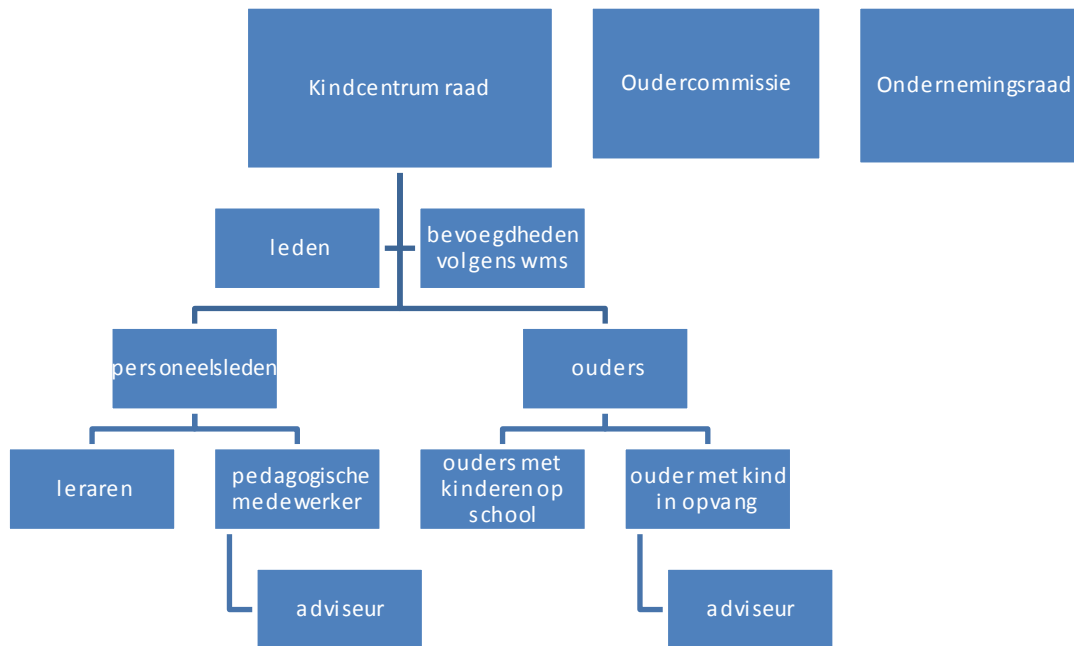 Kindcentrum raad
Oudercommissie
Ondernemingsraad
leden
bevoegdheden
volgens wms
personeelsleden
ouders
leraren
pedagogische
medewerker
ouders met
kinderen op
school
ouder met kind
in opvang
adviseur
adviseur